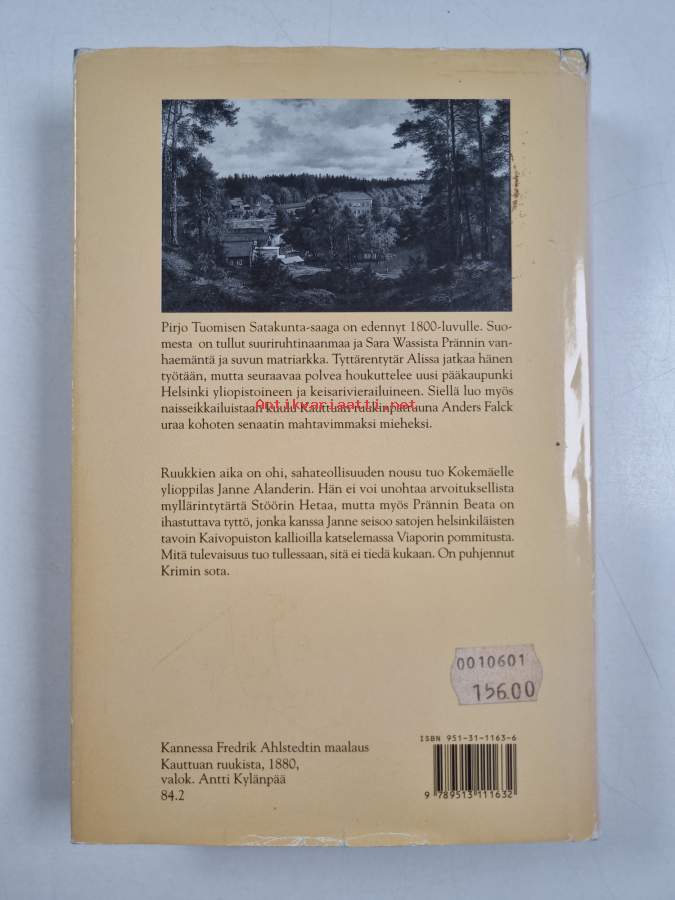 Pirjo Tuomisen Satakunta-saaga on edennyt 1800-luvulle. Suo-
mesta on tullut suuriruhtinaanmaa ja Sara Wassista Prännin van-
haemäntä ja suvun matriarkka. Tyttärentytär Alissa jatkaa hänen
työtään, mutta seuraavaa polvea houkuttelee uusi pääkaupunki
Helsinki yliopistoineen ja keisarivierailuineen. Siellä luo myös
naisseikkailuistaan kuulu Kauttuan ruukinpatruuna Anders Falck
Antikvariaatti.net
uraa kohoten senaatin mahtavimmaksi mieheksi.
Ruukkien aika on ohi, sahateollisuuden nousu tuo Kokemäelle
ylioppilas Janne Alanderin. Hän ei voi unohtaa arvoituksellista
myllärintytärtä Stöörin Hetaa, mutta myös Prännin Beata on
ihastuttava tyttö, jonka kanssa Janne seisoo satojen helsinkiläisten
tavoin Kaivopuiston kallioilla katselemassa Viaporin pommitusta.
Mitä tulevaisuus tuo tullessaan, sitä ei tiedä kukaan. On puhjennut
Krimin sota.
0010601
156.00
ISBN 951-31-1163-6
9 789513 111632
Kannessa Fredrik Ahlstedtin maalaus
Kauttuan ruukista, 1880,
valok. Antti Kylänpää
84.2